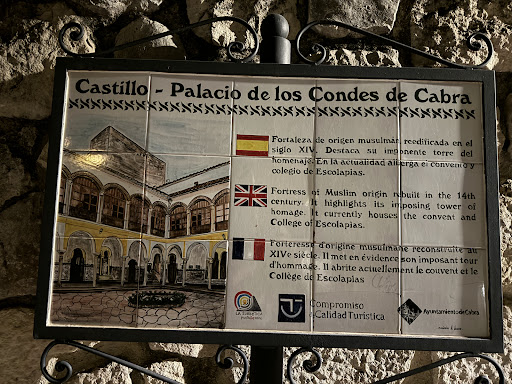 Castillo - Palacio de los Condes de Cabra
Fortaleza de origen musulmán reedificada en el
siglo XIV. Destaca su imponente torre del
homenaje. En la actualidad alberga el convento y
colegio de Escolapias.
Fortress of Muslim origin rebuilt in the 14th
century. It highlights its imposing tower of
homage. It currently houses the convent and
College of Escolapias.
Forteresse d'origine musulmane reconstruite au
XIVe siècle. Il met en évidence son imposant tour
d'hommage. Il abrite actuellement le couvent et le
Collège de Escolapias
LA SUBBÉTICA
Compromiso
de Calidad Turística
Ayuntamiento de Cabra